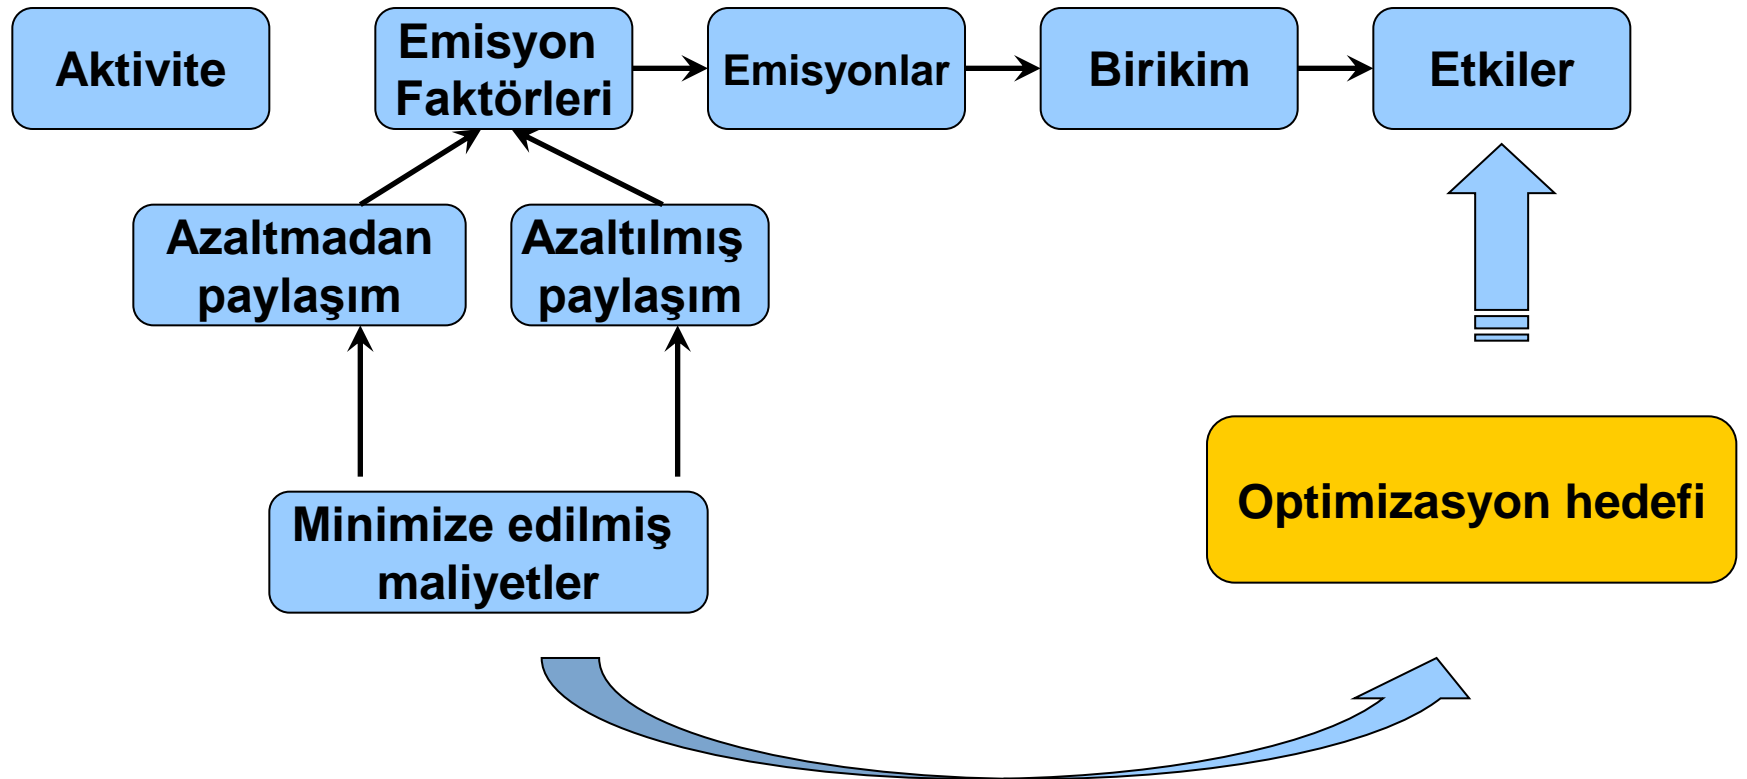 Aktivite
Emisyon
Faktörleri
Emisyonlar
Birikim
Etkiler
Azaltmadan
paylaşım
Azaltılmış
paylaşım
Minimize edilmiş
maliyetler
Optimizasyon hedefi